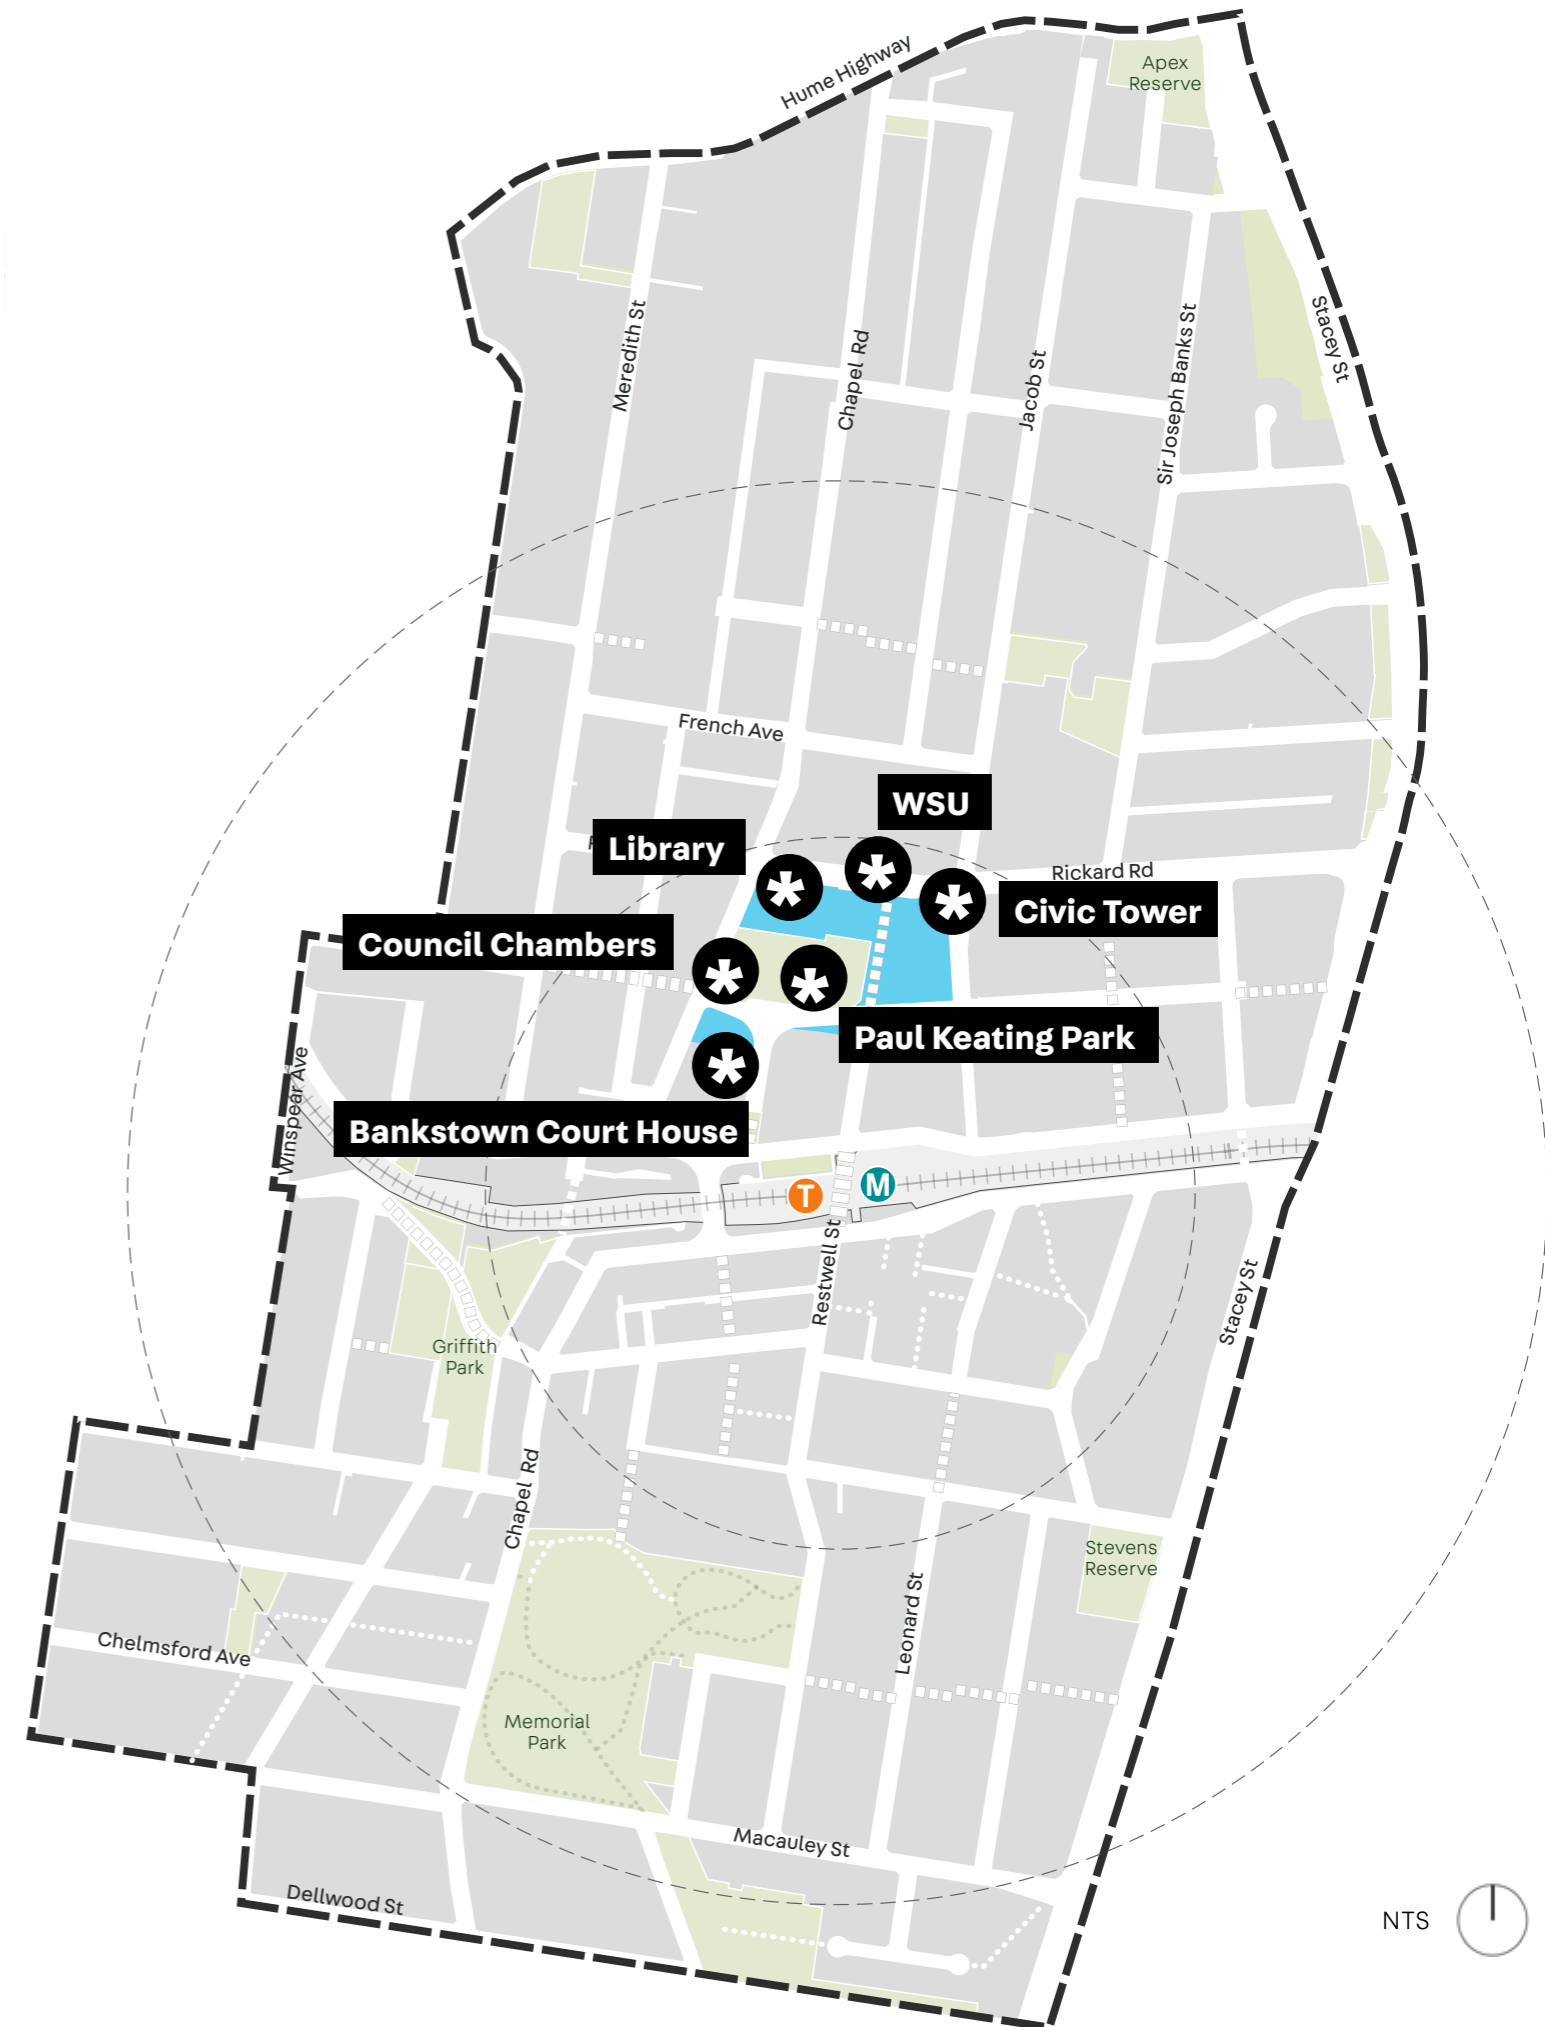 Hume Highway
Apex
Reserve
Meredith St
Chapel Rd
Jacob St
Sir Joseph Banks St
Stacey St
French Ave
WSU
Library
Rickard Rd
Civic Tower
Council Chambers
Paul Keating Park
Winspear Ave
Bankstown Court House
T
M
Restwell St
Stacey St
Griffith
Park
Chapel Rd
Stevens
Reserve
Leonard St
Chelmsford Ave
Memorial
Park
Macauley St
Dellwood St
NTS